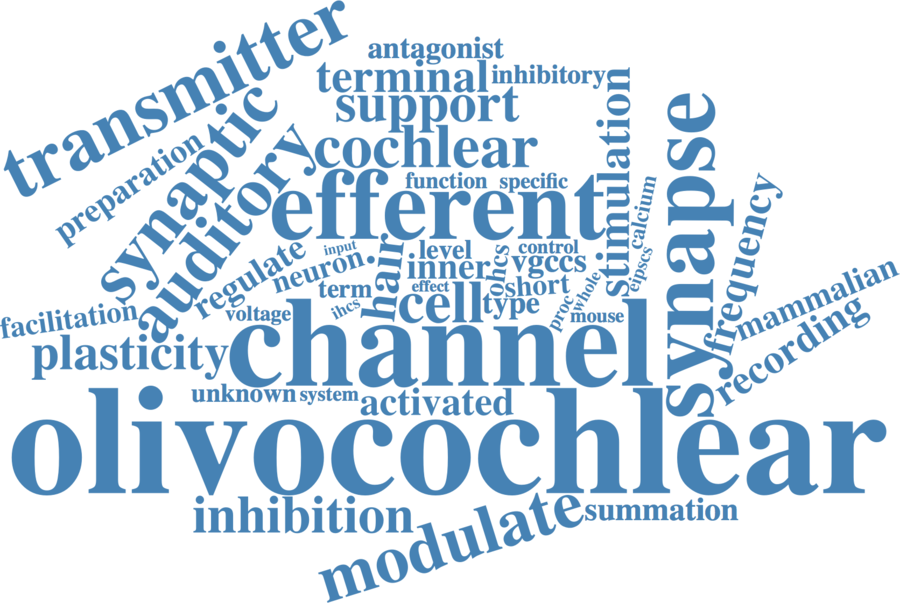 transmitter
antagonist
terminal
inhibitory
support
synaptic
preparation
auditory
cochlear
stimulation
synapse
function
specific
efferent
calcium
frequency
regulate
input
neuron.
hair
level
inner
ohcs
control
vgccs
epscs
mammalian
term
ihcs
effect
cell
short
type
whole
proc
mouse
facilitation
voltage
channel
recording
plasticity
unknown
system
activated
olivocochlear
inhibition
modulate
summation